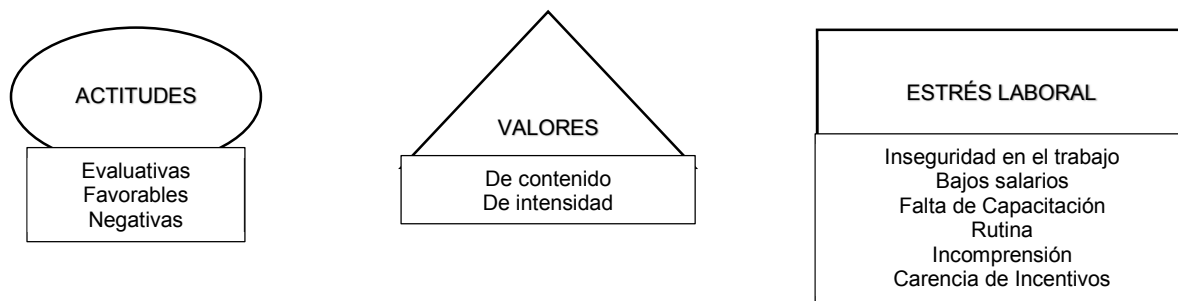 ACTITUDES
Evaluativas
Favorables
Negativas
VALORES
De contenido
De intensidad
ESTRÉS LABORAL
Inseguridad en el trabajo
Bajos salarios
Falta de Capacitación
Rutina
Incomprensión
Carencia de Incentivos